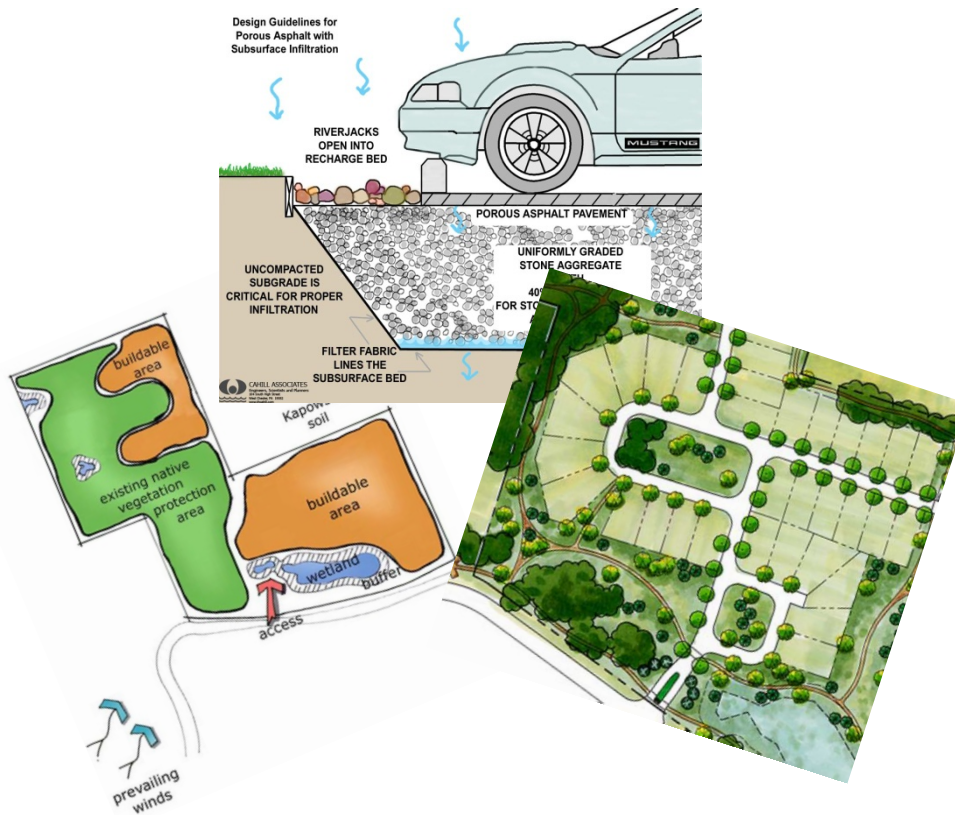 Design Guidelines for
Porous Asphalt with
Subsurface Infiltration
RIVERJACKS
OPEN INTO
RECHARGE BED
MUSTANG
POROUS ASPHALT PAVEMENT
UNIFORMLY GRADED
STONE AGGREGATE
40%
FOR STO
UNCOMPACTED
SUBGRADE IS
CRITICAL FOR PROPER
INFILTRATION
FILTER FABRIC
LINES THE
SUBSURFACE BED
CAHILL ASSOCIATES
Kapow
soil
buildable
area
existing native
vegetation
protection
area
buildable
area
wetland
buffer
access
prevailing
winds